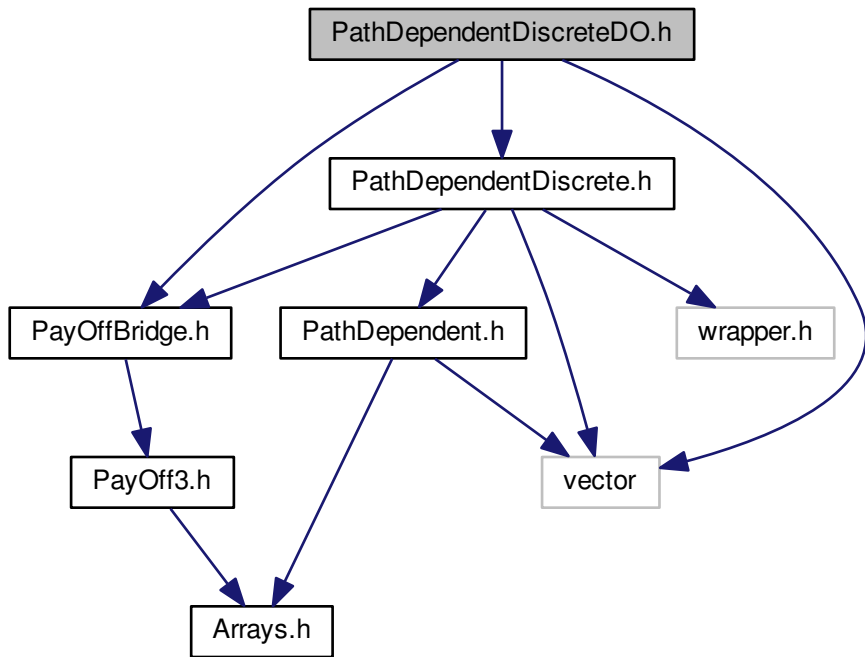 PathDependentDiscreteDO.h
PathDependentDiscrete.h
PayOffBridge.h
PathDependent.h
wrapper.h
PayOff3.h
vector
Arrays.h